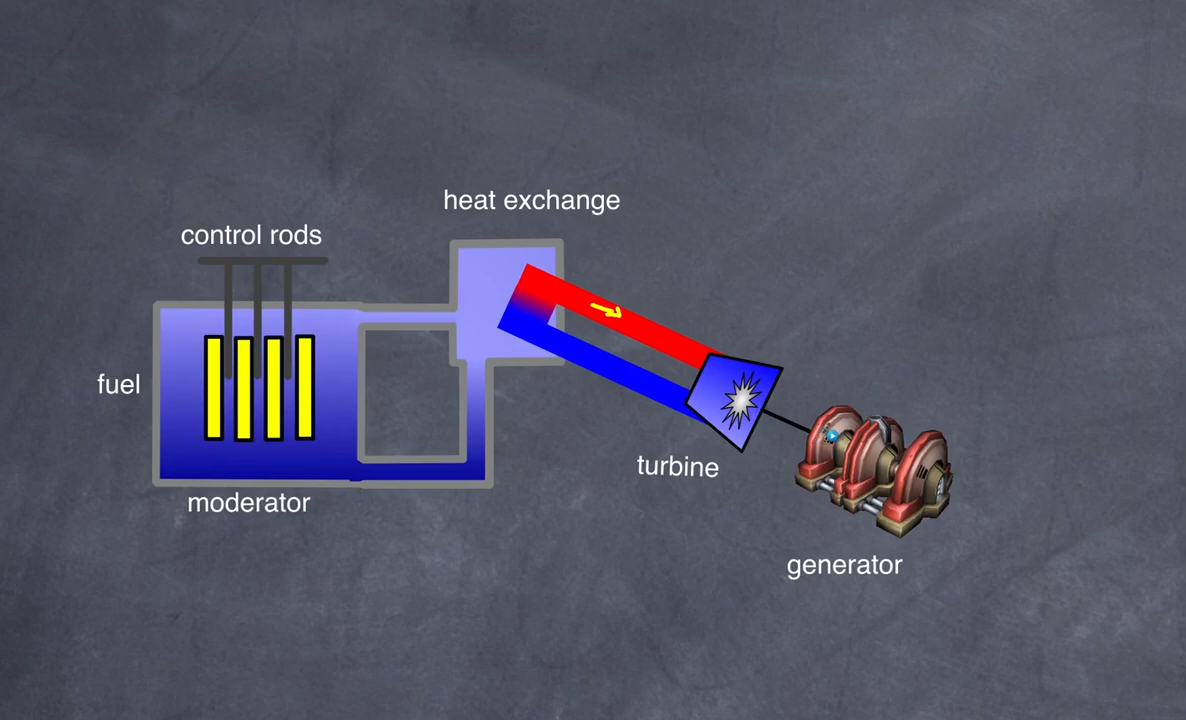 heat exchange
control rods
fuel
moderator
turbine
generator